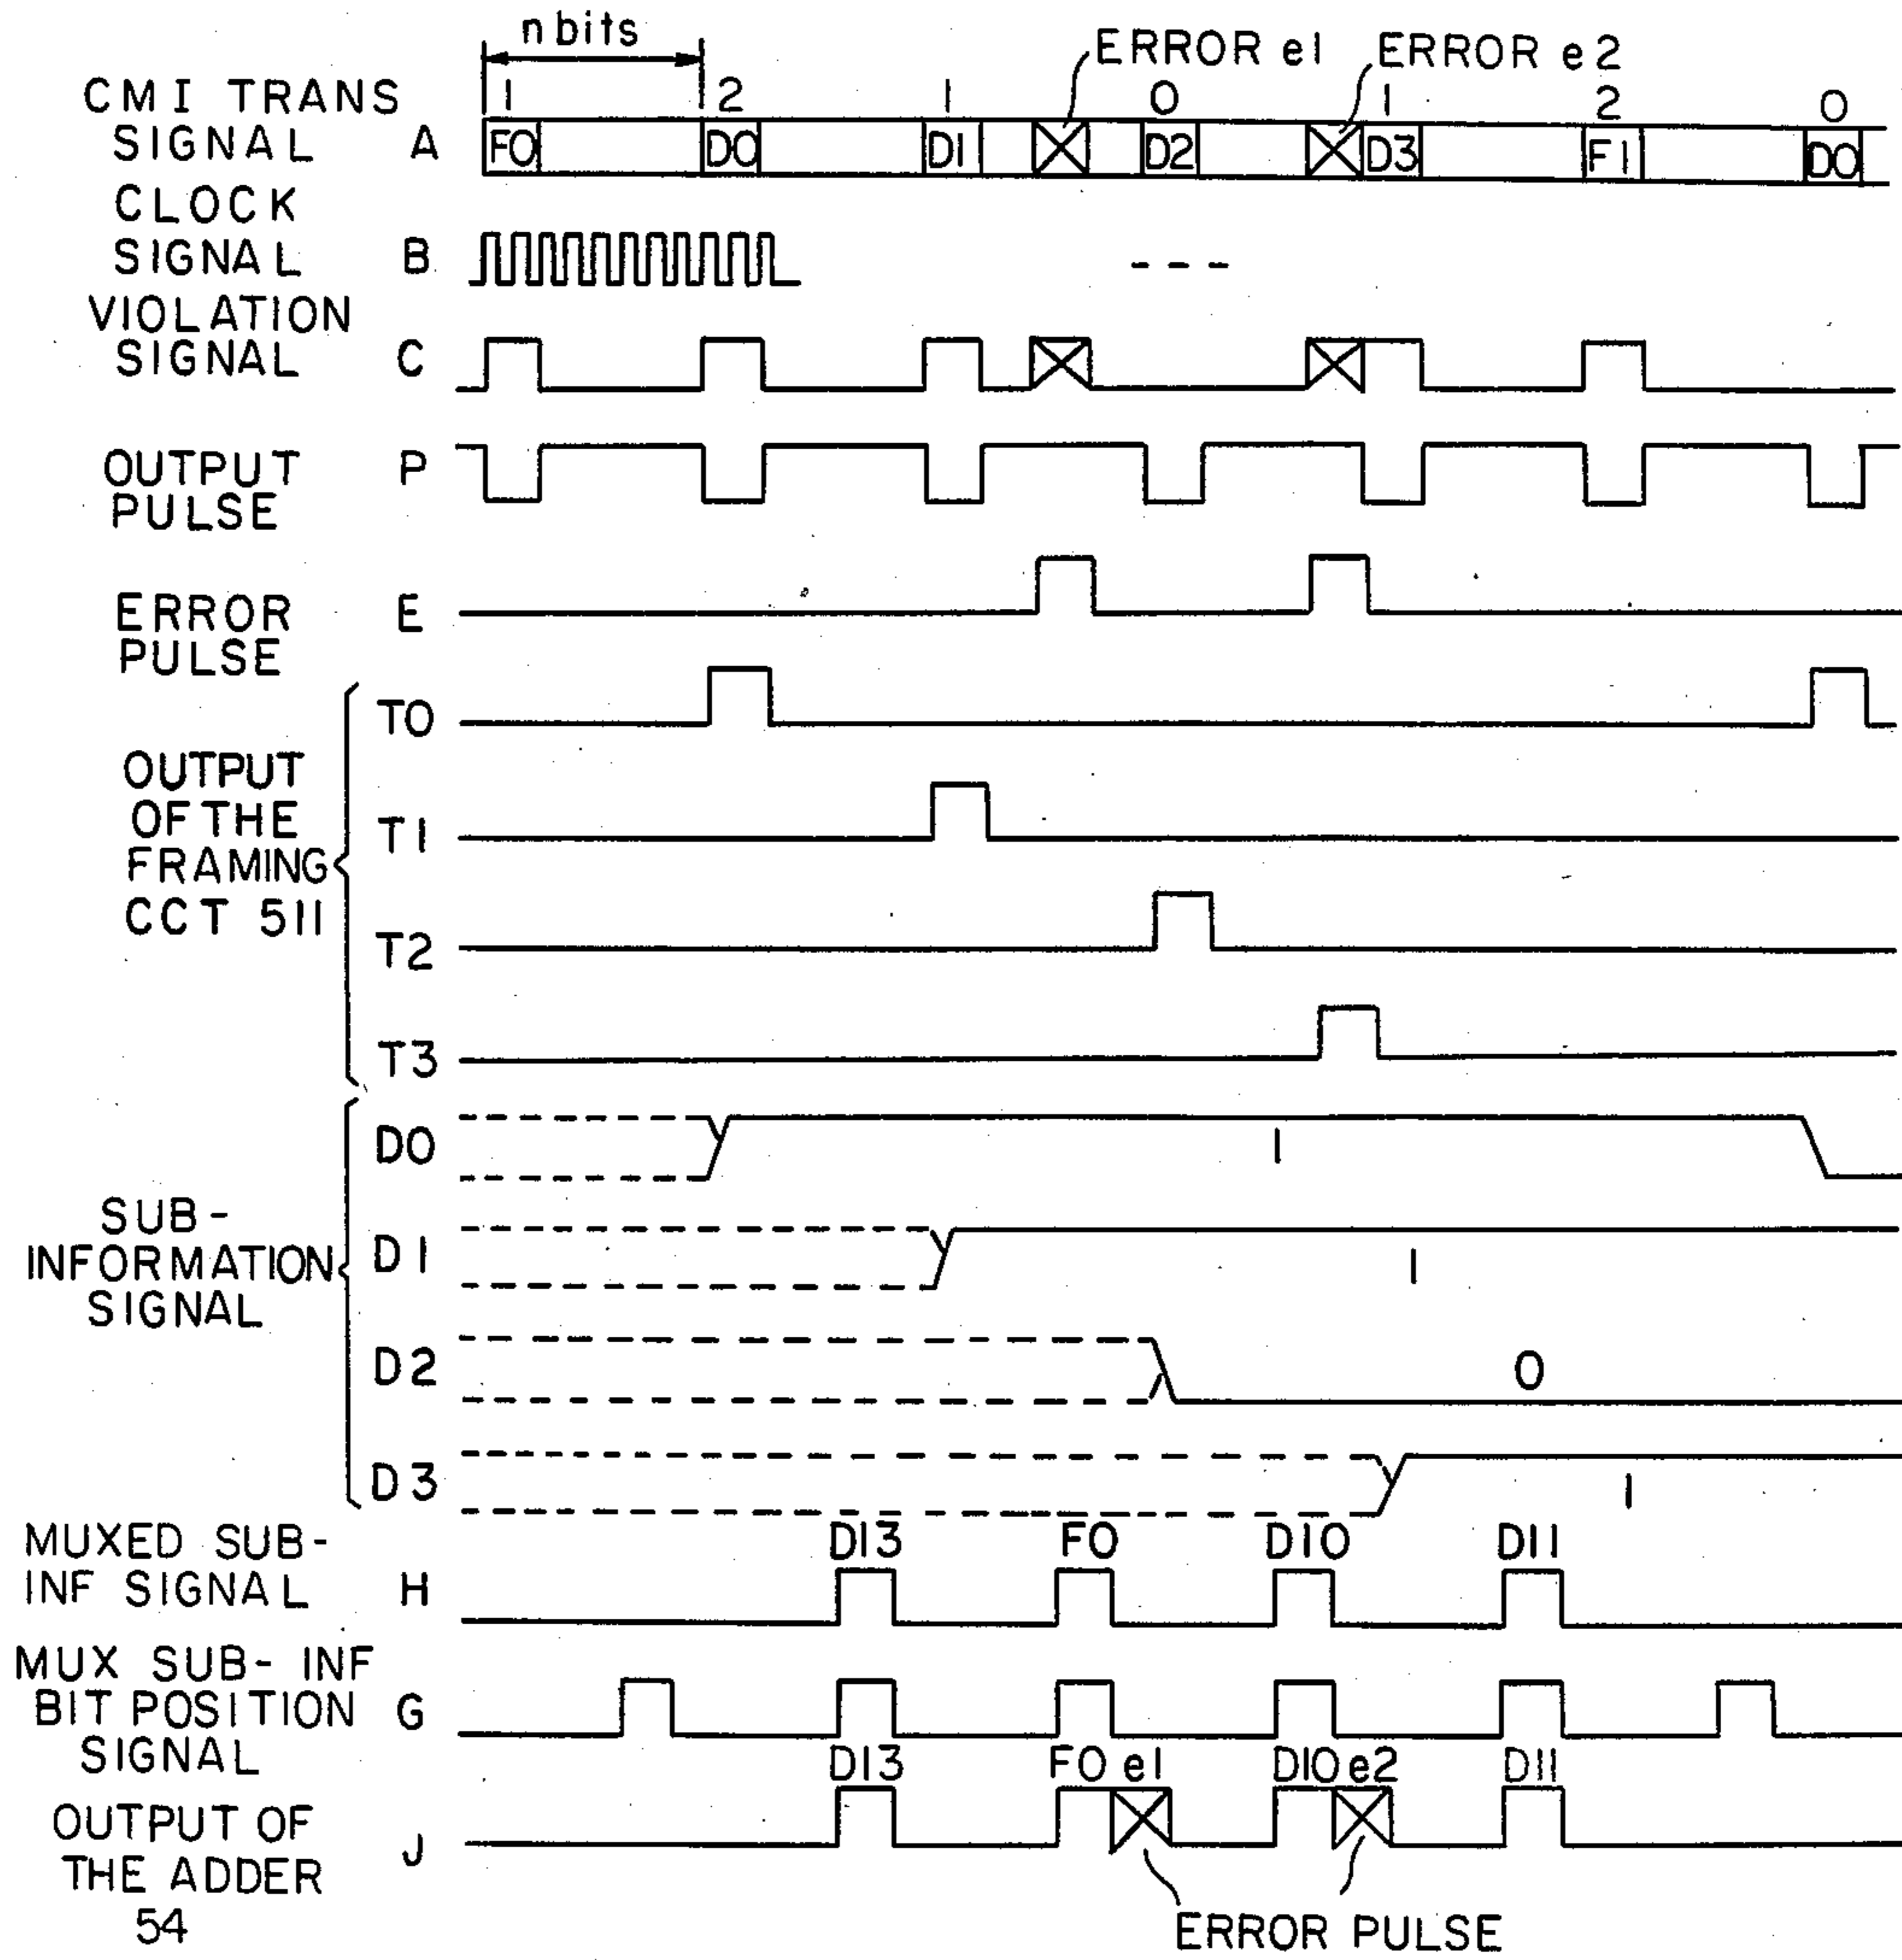 nbits
ERROR e1 ERROR e2
CMI TRANS SIGNAL A
1 2 1 0 1 2 0
F0 D0 D1 D2 D3 F1 D0
CLOCK SIGNAL B
VIOLATION SIGNAL C
OUTPUT PULSE P
ERROR PULSE E
OUTPUT OF THE FRAMING CCT 511
T0
T1
T2
T3
SUB-
INFORMATION
SIGNAL
D0 1
D1 1
D2 0
D3 1
D13 F0 D10 D11
MUXED SUB-
INF SIGNAL H
MUX SUB-INF
BIT POSITION G
SIGNAL
D13 F0 e1 D10 e2 D11
OUTPUT OF
THE ADDER J
54
ERROR PULSE